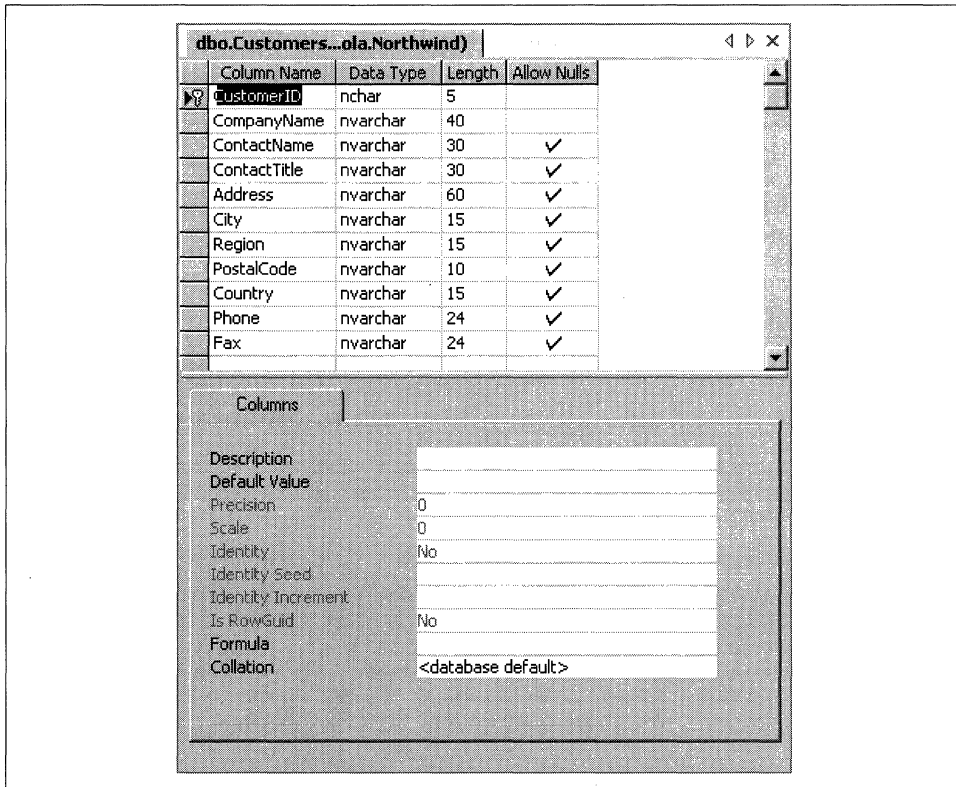 dbo.Customers...ola.Northwind)
Column Name Data Type Length Allow Nulls
CustomerID nchar 5
CompanyName nvarchar 40
ContactName nvarchar 30 ✓
ContactTitle nvarchar 30 ✓
Address nvarchar 60 ✓
City nvarchar 15 ✓
Region nvarchar 15 ✓
PostalCode nvarchar 10 ✓
Country nvarchar 15 ✓
Phone nvarchar 24 ✓
Fax nvarchar 24 ✓
Columns
Description
Default Value
Precision 0
Scale 0
Identity No
Identity Seed
Identity Increment
Is RowGuid No
Formula
Collation <database default>